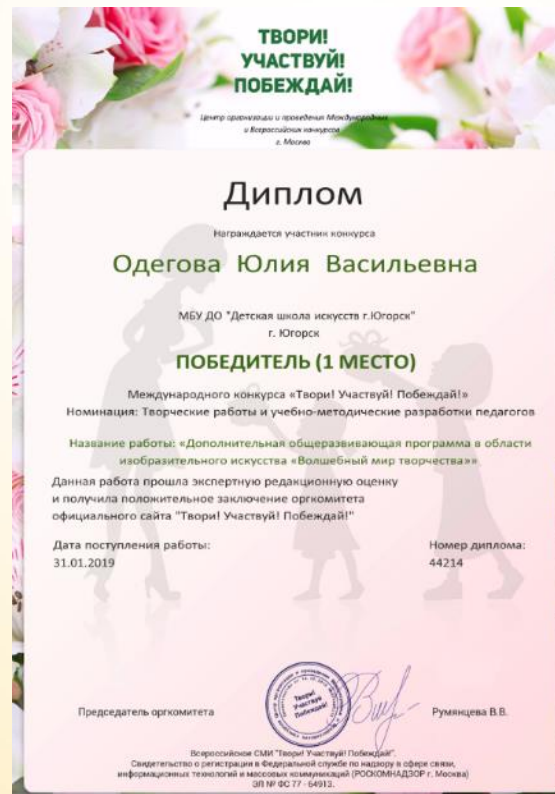 ТВОРИ!
УЧАСТВУЙ!
ПОБЕЖДАЙ!
Центр организации и проведения Международных
и Всероссийских конкурсов
г. Москва
Диплом
Награждается участник конкурса
Одегова Юлия Васильевна
МБУ ДО "Детская школа искусств г.Югорск"
г. Югорск
ПОБЕДИТЕЛЬ (1 МЕСТО)
Международного конкурса «Твори! Участвуй! Побеждай!»
Номинация: Творческие работы и учебно-методические разработки педагогов
Название работы: «Дополнительная общеразвивающая программа в области
изобразительного искусства «Волшебный мир творчества»»
Данная работа прошла экспертную редакционную оценку
и получила положительное заключение оргкомитета
официального сайта "Твори! Участвуй! Побеждай!"
Дата поступления работы:
31.01.2019
Номер диплома:
44214
Председатель оргкомитета
Твори!
Участвуй!
Побеждай!
Румянцева В.В.
Всероссийское СМИ "Твори! Участвуй! Побеждай!".
Свидетельство о регистрации в Федеральной службе по надзору в сфере связи,
информационных технологий и массовых коммуникаций (РОСКОМНАДЗОР г. Москва)
ЭЛ № ФС 77 - 64913.